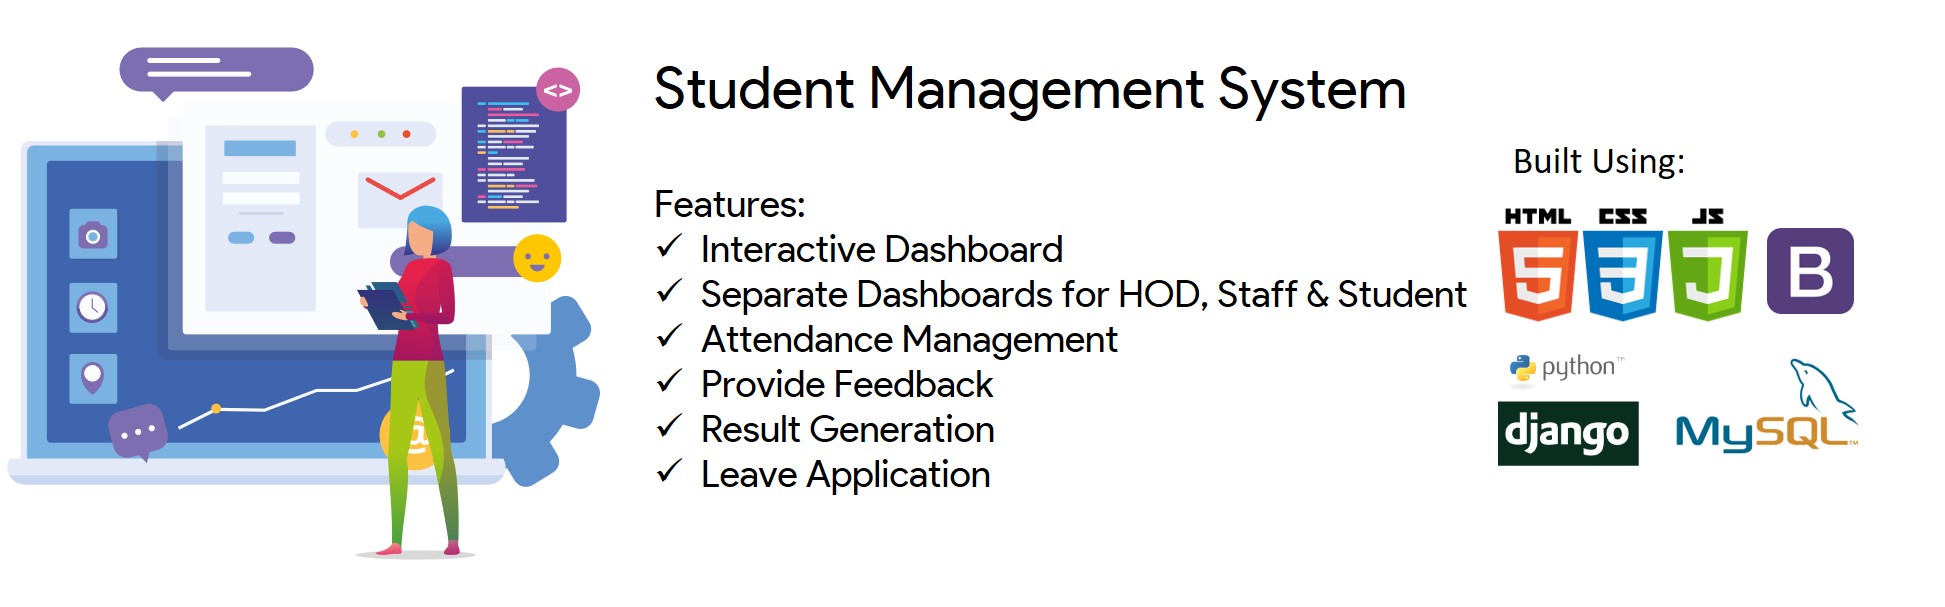 Student Management System
Features:
✓ Interactive Dashboard
✓ Separate Dashboards for HOD, Staff & Student
✓ Attendance Management
✓ Provide Feedback
✓ Result Generation
✓ Leave Application
Built Using:
HTML CSS JS
5 3 J B
python™
django
MySQL™
<>
@